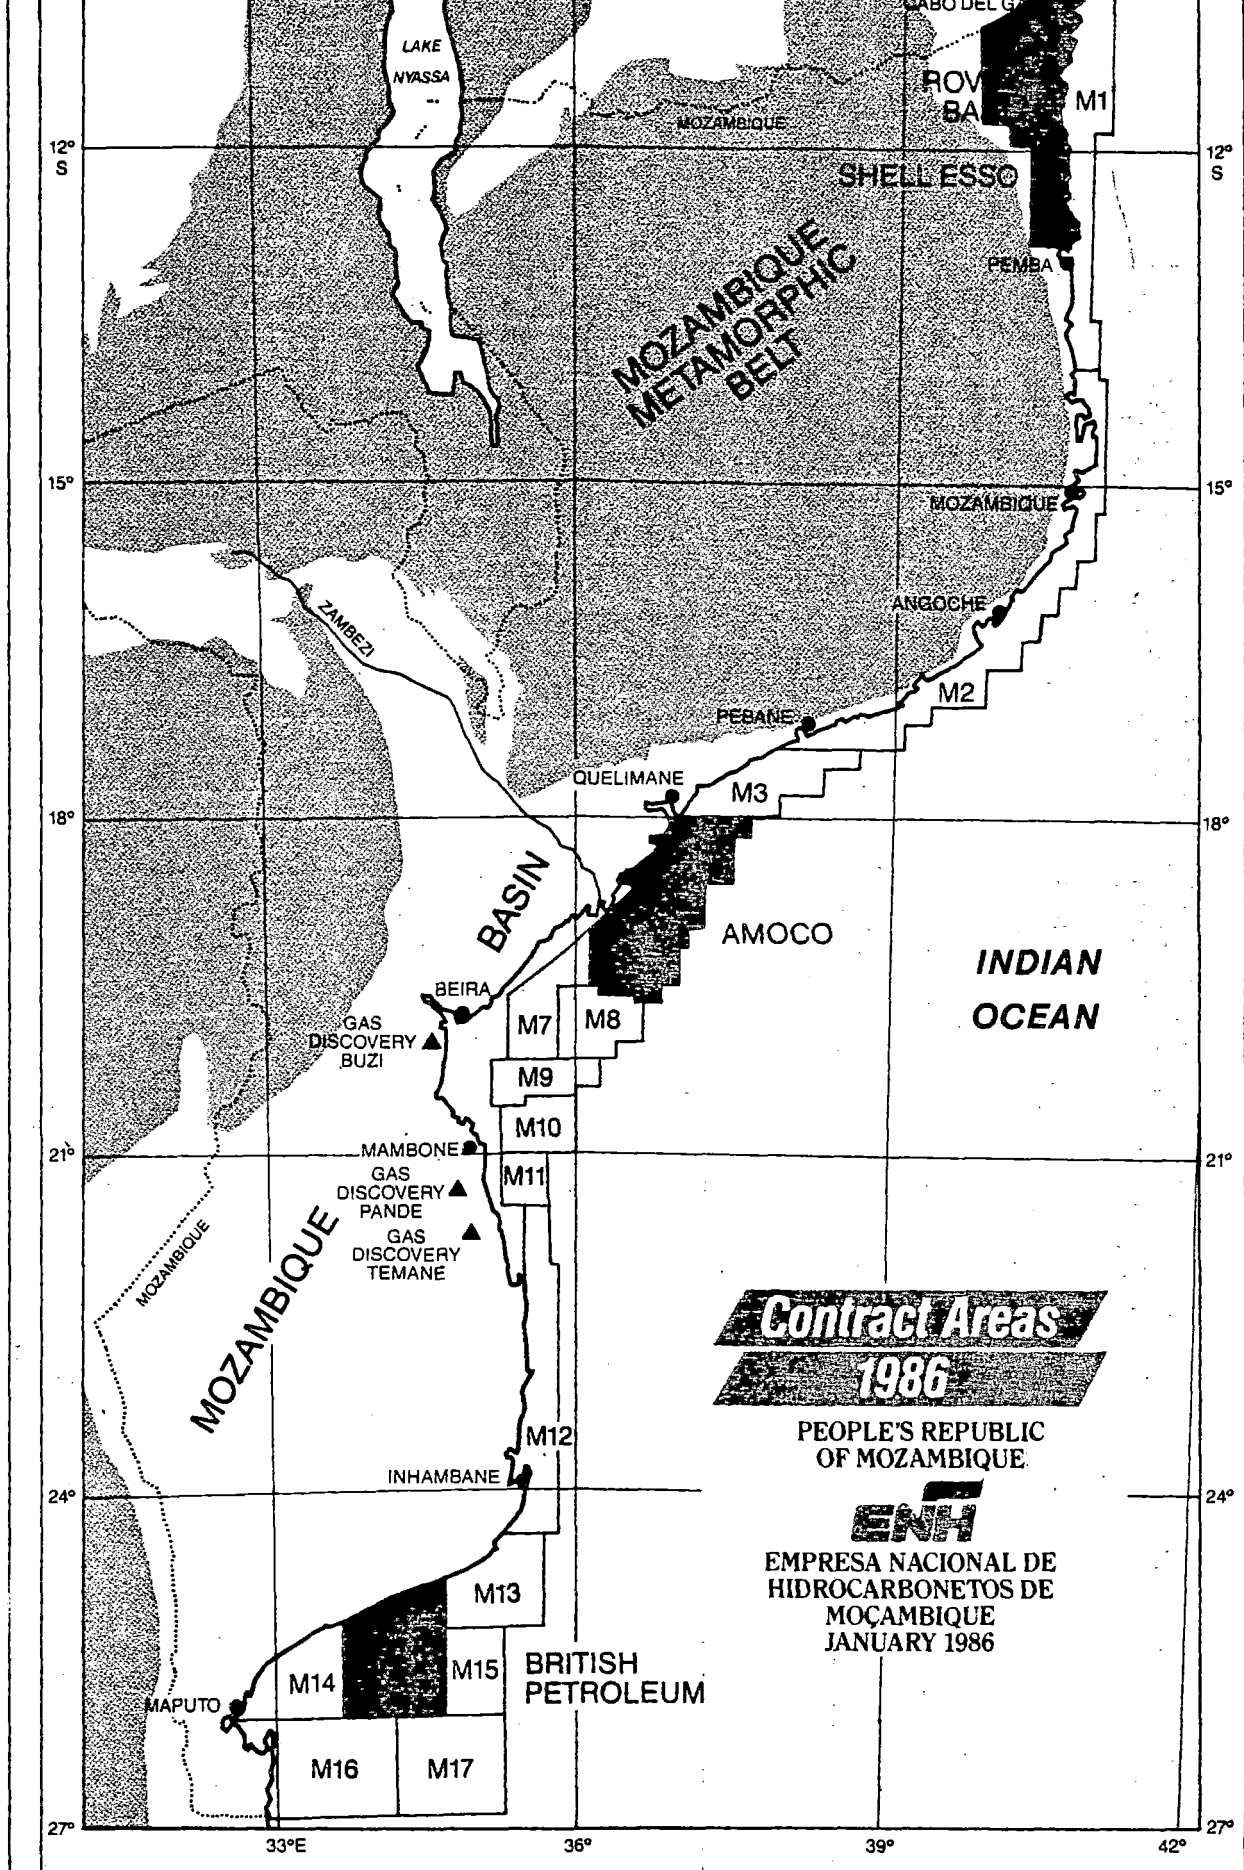 CABO DEL G
LAKE
NYASSA
ROV
BA
M1
MOZAMBIQUE
12°
S
12°
S
SHELL ESSO
PEMBA
MOZAMBIQUE
METAMORPHIC
BELT
15°
15°
MOZAMBIQUE
ANGOCHE
ZAMBEZI
M2
PEBANE
QUELIMANE
M3
18°
18°
BASIN
AMOCO
INDIAN
OCEAN
BEIRA
GAS
DISCOVERY
BUZI
M7
M8
M9
M10
MAMBONE
21°
21°
M11
GAS
DISCOVERY
PANDE
GAS
DISCOVERY
TEMANE
MOZAMBIQUE
MOZAMBIQUE
Contract Areas
1986
PEOPLE'S REPUBLIC
OF MOZAMBIQUE
M12
INHAMBANE
24°
24°
ENH
EMPRESA NACIONAL DE
HIDROCARBONETOS DE
MOÇAMBIQUE
JANUARY 1986
M13
M14
M15
BRITISH
PETROLEUM
MAPUTO
M16
M17
27°
27°
33°E
36°
39°
42°